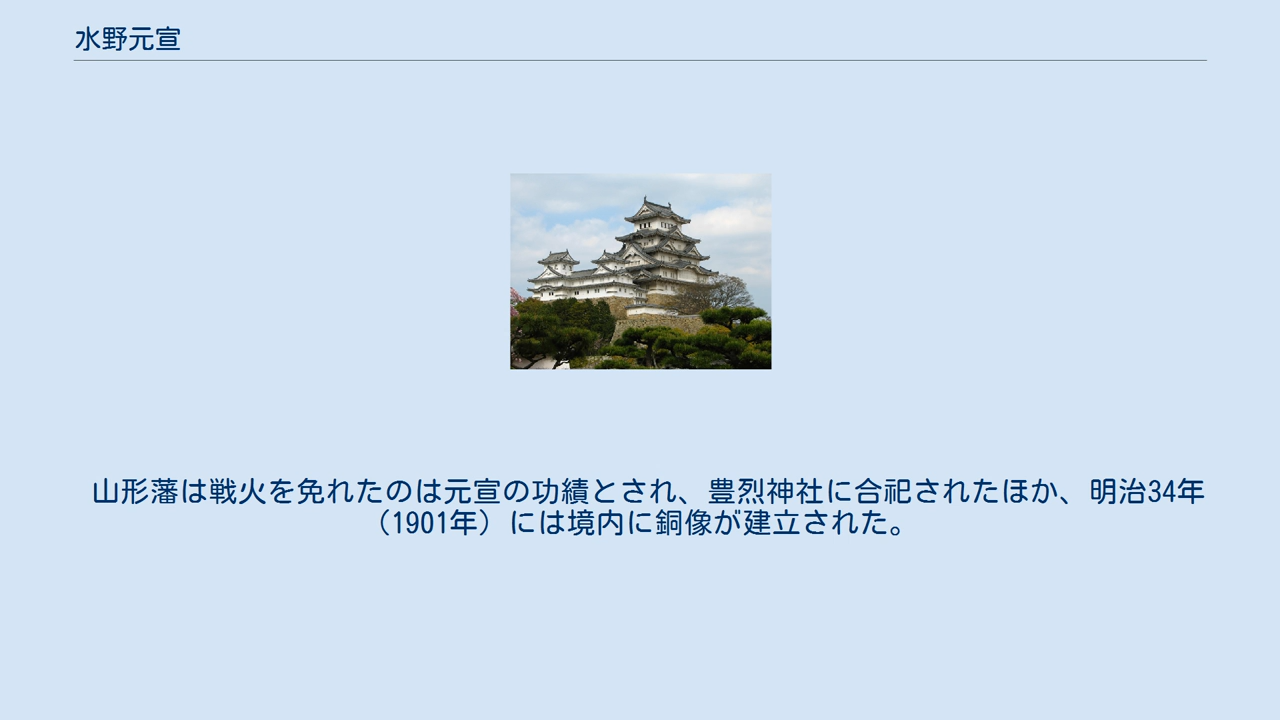 水野元宣
山形藩は戦火を免れたのは元宣の功績とされ、豊烈神社に合祀されたほか、明治34年
（1901年）には境内に銅像が建立された。